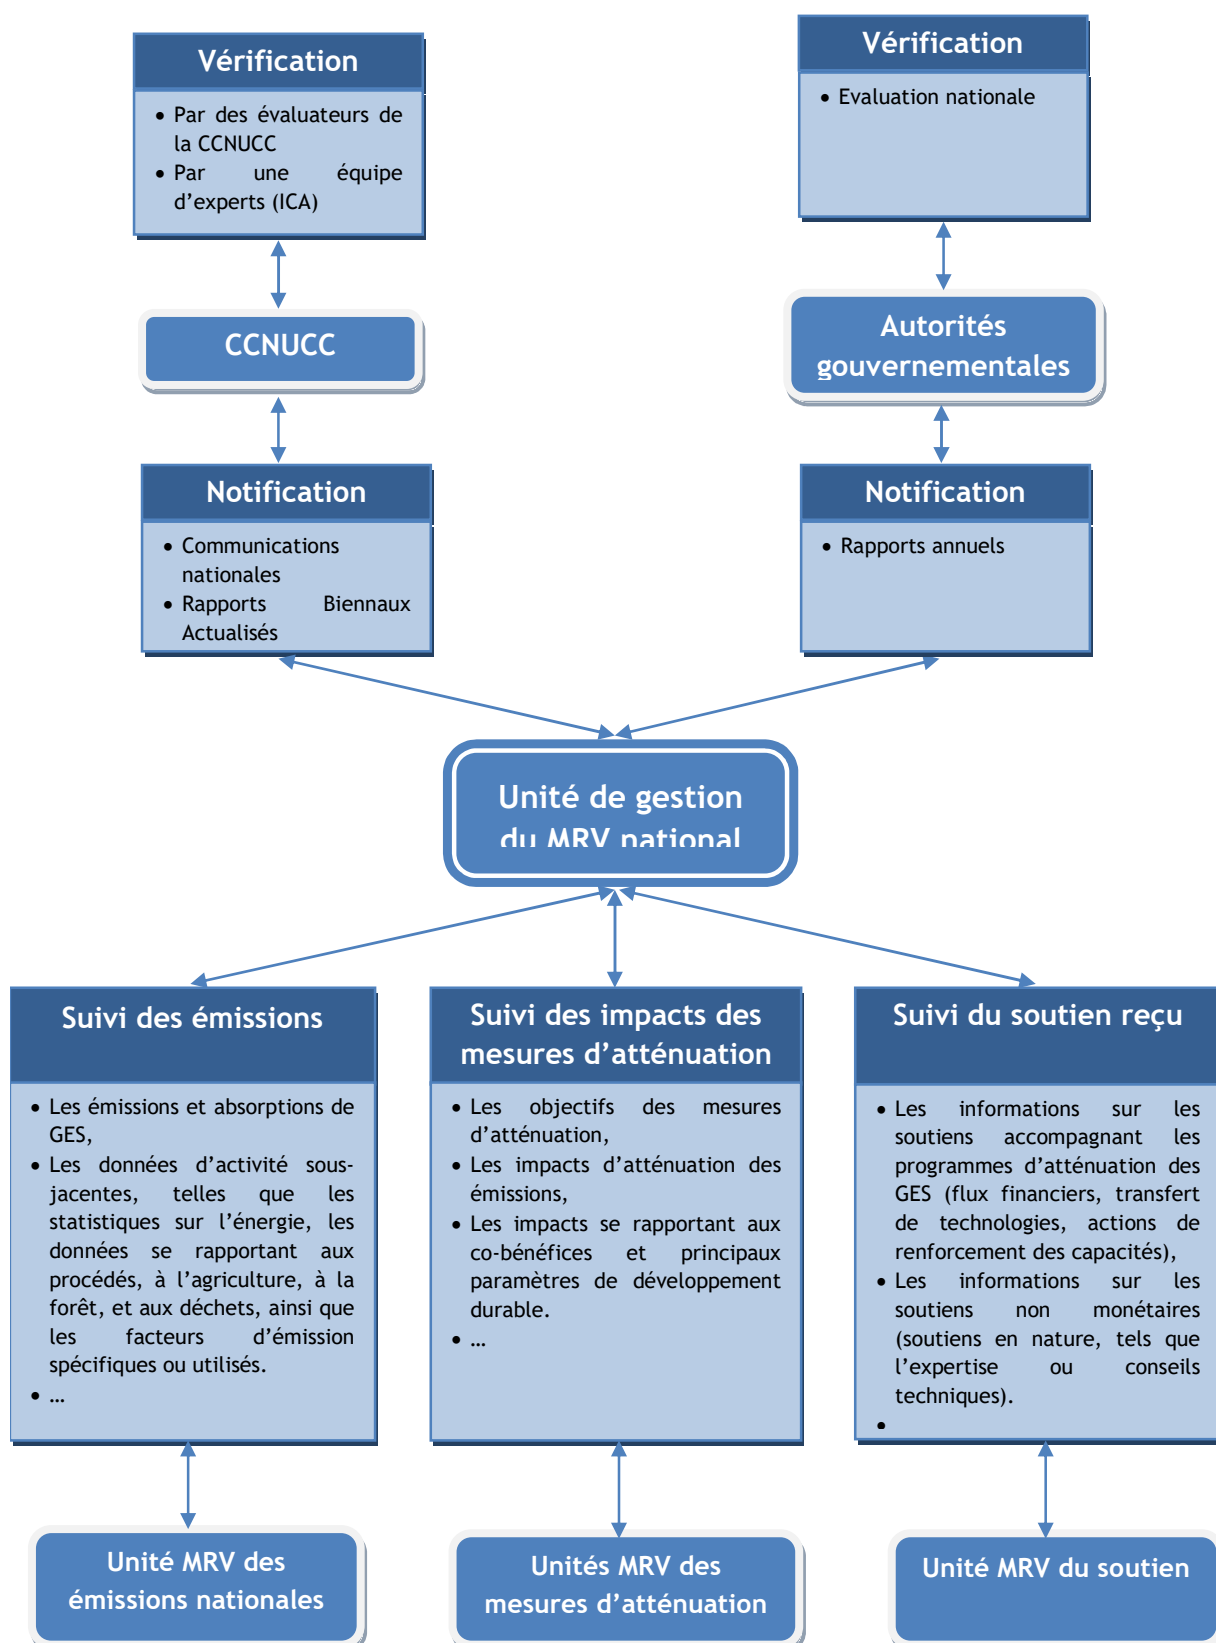 Vérification
• Par des évaluateurs de
la CCNUCC
• Par une équipe
d’experts (ICA)
Vérification
• Evaluation nationale
CCNUCC
Autorités
gouvernementales
Notification
• Communications
nationales
• Rapports Biennaux
Actualisés
Notification
• Rapports annuels
Unité de gestion
du MRV national
Suivi des émissions
• Les émissions et absorptions de
GES,
• Les données d’activité sous-
jacentes, telles que les
statistiques sur l’énergie, les
données se rapportant aux
procédés, à l’agriculture, à la
forêt, et aux déchets, ainsi que
les facteurs d’émission
spécifiques ou utilisés.
• …
Suivi des impacts des
mesures d’atténuation
• Les objectifs des mesures
d’atténuation,
• Les impacts d’atténuation des
émissions,
• Les impacts se rapportant aux
co-bénéfices et principaux
paramètres de développement
durable.
• …
Suivi du soutien reçu
• Les informations sur les
soutiens accompagnant les
programmes d’atténuation des
GES (flux financiers, transfert
de technologies, actions de
renforcement des capacités),
• Les informations sur les
soutiens non monétaires
(soutiens en nature, tels que
l’expertise ou conseils
techniques).
•
Unité MRV des
émissions nationales
Unités MRV des
mesures d’atténuation
Unité MRV du soutien